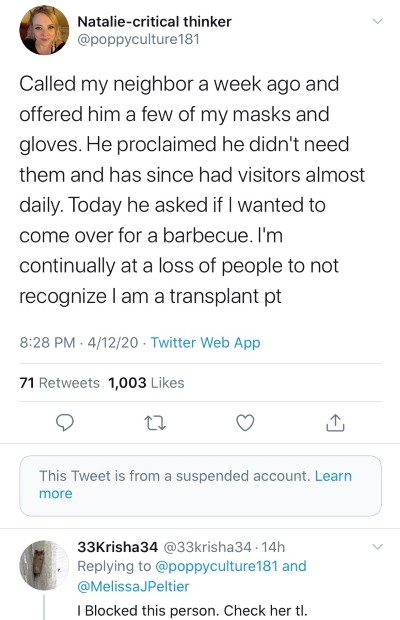 Natalie-critical thinker
@poppyculture181
Called my neighbor a week ago and
offered him a few of my masks and
gloves. He proclaimed he didn't need
them and has since had visitors almost
daily. Today he asked if I wanted to
come over for a barbecue. I'm
continually at a loss of people to not
recognize I am a transplant pt
8:28 PM · 4/12/20 · Twitter Web App
71 Retweets 1,003 Likes
This Tweet is from a suspended account. Learn
more
33Krisha34 @33krisha34 · 14h
Replying to @poppyculture181 and
@MelissaJPeltier
I Blocked this person. Check her tl.